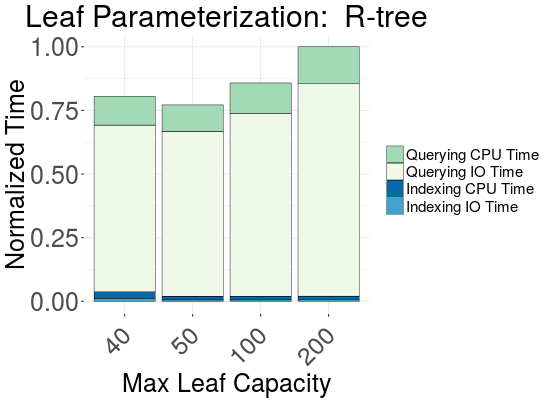 Leaf Parameterization:  R-tree
Normalized Time
1.00
0.75
0.50
0.25
0.00
40
50
100
200
Max Leaf Capacity
Querying CPU Time
Querying IO Time
Indexing CPU Time
Indexing IO Time